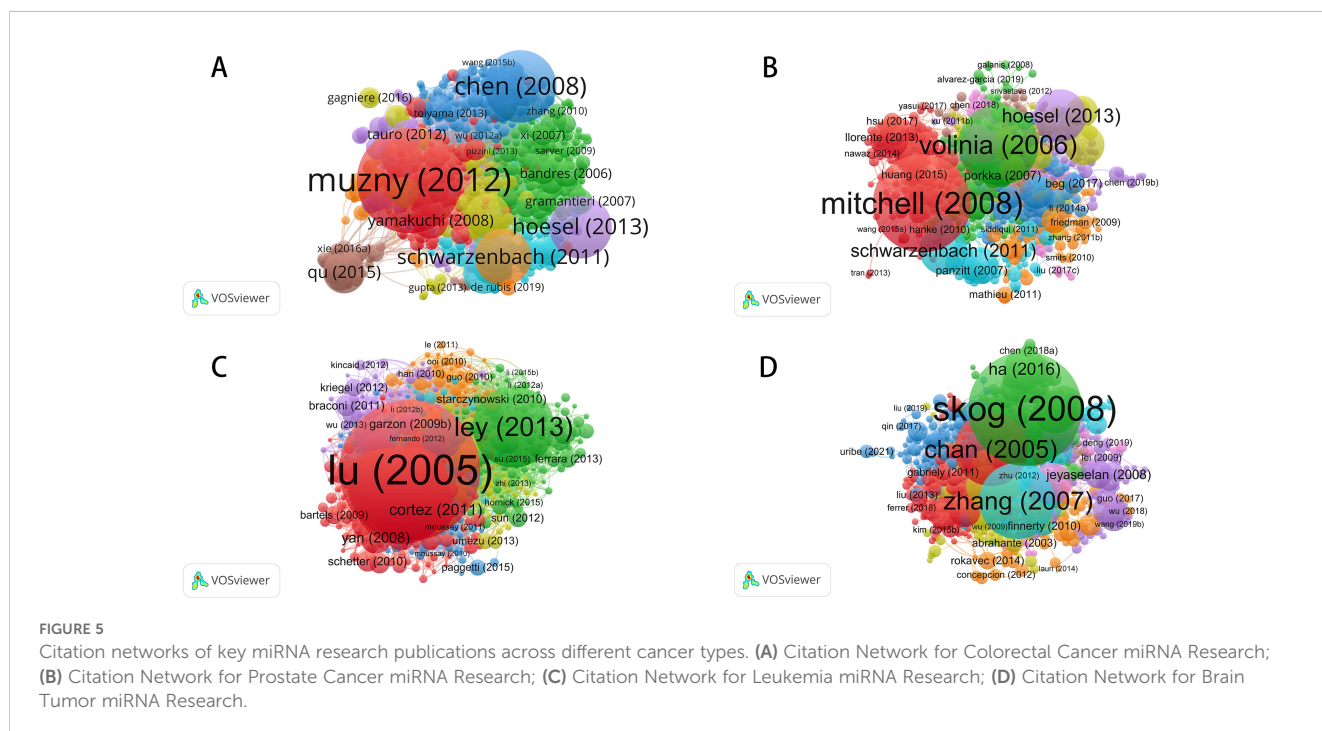 A
wang (2015b)
chen (2008)
gagniere (2016)
toiyama (2013)
zhang (2010)
tauro (2012)
wu (2012a)
xi (2007)
pizzini (2013)
sarver (2009)
muzny (2012)
bandres (2006)
gramantieri (2007)
yamakuchi (2008)
hoesel (2013)
xie (2016a)
schwarzenbach (2011)
qu (2015)
gupta (2013)
de rubis (2019)
VOSviewer
B
galanis (2008)
alvarez-garcia (2019)
srivastava (2012)
yasui (2017)
chen (2018)
hsu (2017)
xu (2011b)
hoesel (2013)
llorente (2013)
volinia (2006)
nawaz (2014)
huang (2015)
porkka (2007)
beg (2017)
chen (2019b)
mitchell (2008)
li (2014a)
friedman (2009)
wang (2015a)
hanke (2010)
siddiqui (2011)
zhang (2011b)
schwarzenbach (2011)
smits (2010)
tran (2013)
panzitt (2007)
liu (2017c)
mathieu (2011)
VOSviewer
C
le (2011)
kincaid (2012)
ooi (2010)
han (2010)
guo (2010)
li (2015b)
kriegel (2012)
li (2012a)
starczynowski (2010)
braconi (2011)
li (2012b)
wu (2013)
garzon (2009b)
ley (2013)
fernando (2012)
su (2015)
ferrara (2013)
lu (2005)
zhi (2013)
hornick (2015)
bartels (2009)
cortez (2011)
sun (2012)
moussay (2011)
yan (2008)
umezu (2013)
moussay (2010)
schetter (2010)
paggetti (2015)
VOSviewer
D
chen (2018a)
ha (2016)
liu (2019)
skog (2008)
qin (2017)
deng (2019)
uribe (2021)
chan (2005)
lei (2009)
gabriely (2011)
zhu (2012)
jeyaseelan (2008)
liu (2013)
zhang (2007)
guo (2017)
ferrer (2018)
wu (2018)
kim (2015b)
wu (2009)
finnerty (2010)
wang (2019b)
abrahante (2003)
rokavec (2014)
lauri (2014)
concepcion (2012)
VOSviewer
FIGURE 5
Citation networks of key miRNA research publications across different cancer types. (A) Citation Network for Colorectal Cancer miRNA Research;
(B) Citation Network for Prostate Cancer miRNA Research; (C) Citation Network for Leukemia miRNA Research; (D) Citation Network for Brain
Tumor miRNA Research.